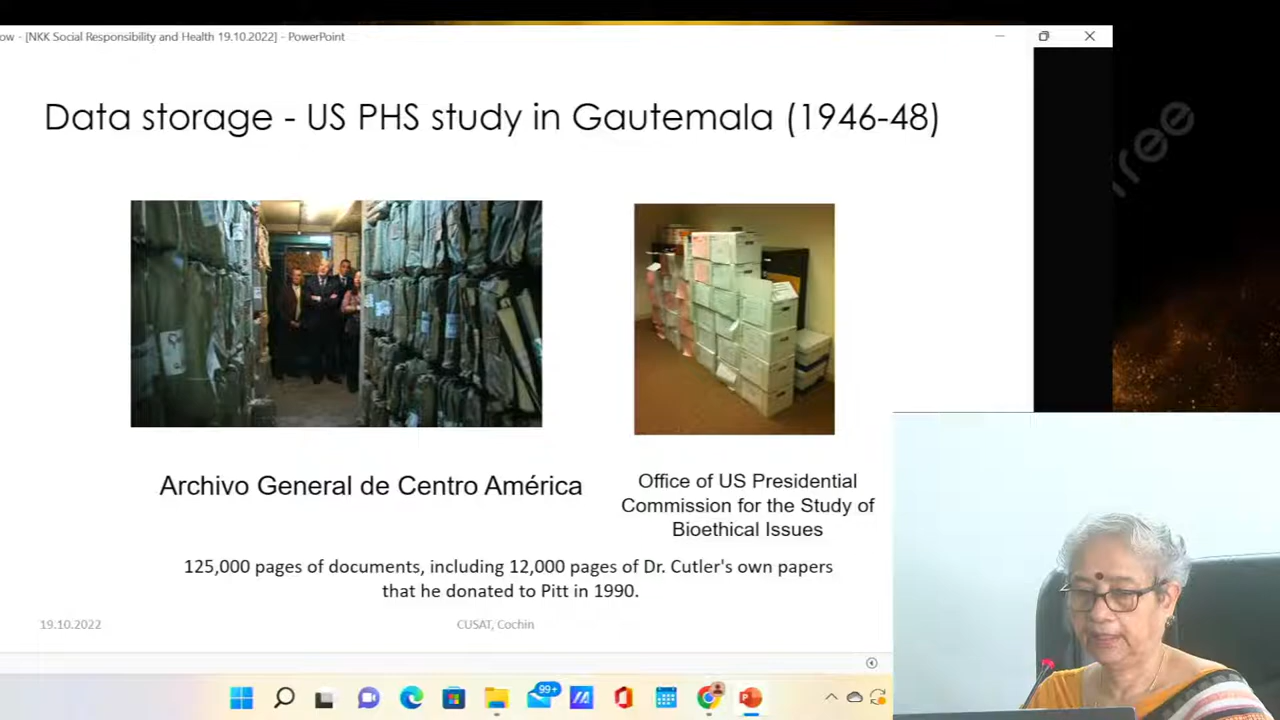 ow - [NKK Social Responsibility and Health 19.10.2022] - PowerPoint
Data storage - US PHS study in Gautemala (1946-48)
ree
Archivo General de Centro América
Office of US Presidential
Commission for the Study of
Bioethical Issues
125,000 pages of documents, including 12,000 pages of Dr. Cutler's own papers
that he donated to Pitt in 1990.
19.10.2022
CUSAT, Cochin
99+